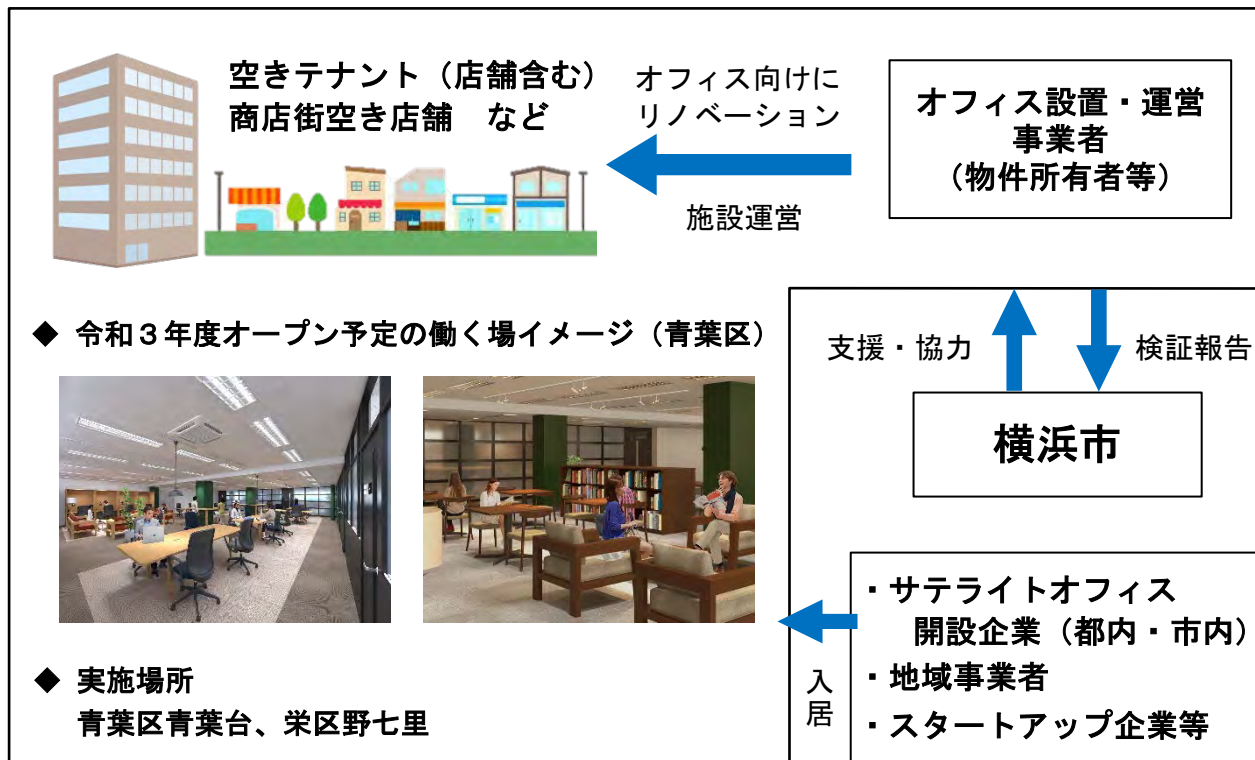 空きテナント（店舗含む）
商店街空き店舗　など
オフィス向けに
リノベーション
施設運営
オフィス設置・運営
事業者
（物件所有者等）
◆ 令和３年度オープン予定の働く場イメージ（青葉区）
支援・協力
検証報告
横浜市
・サテライトオフィス
開設企業（都内・市内）
・地域事業者
・スタートアップ企業等
入
居
◆ 実施場所
青葉区青葉台、栄区野七里